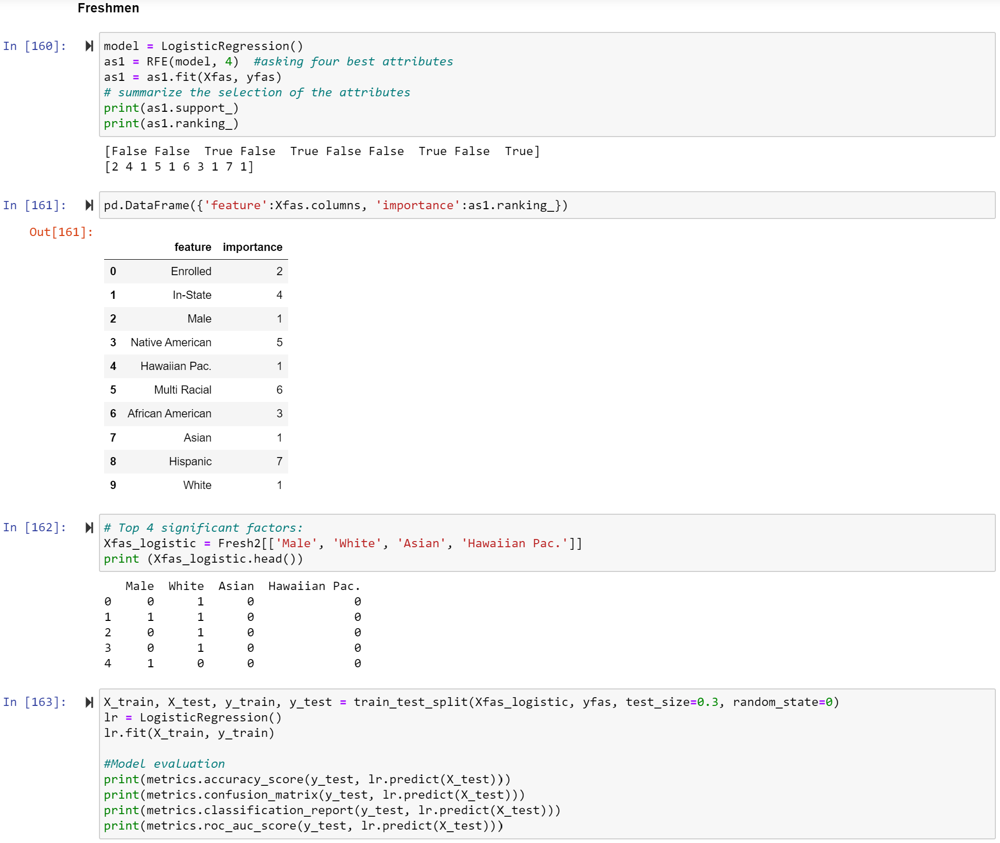 Freshmen
In [160]:
model = LogisticRegression()
as1 = RFE(model, 4)  #asking four best attributes
as1 = as1.fit(Xfas, yfas)
# summarize the selection of the attributes
print(as1.support_)
print(as1.ranking_)
[False False  True False  True False False  True False  True]
[2 4 1 5 1 6 3 1 7 1]
In [161]:
pd.DataFrame({'feature':Xfas.columns, 'importance':as1.ranking_})
Out[161]:
feature importance
0 Enrolled 2
1 In-State 4
2 Male 1
3 Native American 5
4 Hawaiian Pac. 1
5 Multi Racial 6
6 African American 3
7 Asian 1
8 Hispanic 7
9 White 1
In [162]:
# Top 4 significant factors:
Xfas_logistic = Fresh2[['Male', 'White', 'Asian', 'Hawaiian Pac.']]
print (Xfas_logistic.head())
   Male  White  Asian  Hawaiian Pac.
0     0      1      0              0
1     1      1      0              0
2     0      1      0              0
3     0      1      0              0
4     1      0      0              0
In [163]:
X_train, X_test, y_train, y_test = train_test_split(Xfas_logistic, yfas, test_size=0.3, random_state=0)
lr = LogisticRegression()
lr.fit(X_train, y_train)
#Model evaluation
print(metrics.accuracy_score(y_test, lr.predict(X_test)))
print(metrics.confusion_matrix(y_test, lr.predict(X_test)))
print(metrics.classification_report(y_test, lr.predict(X_test)))
print(metrics.roc_auc_score(y_test, lr.predict(X_test)))